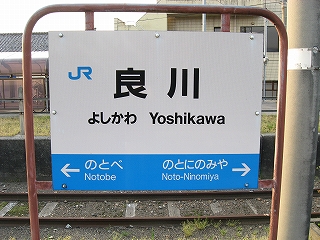 JR 良川
よしかわ Yoshikawa
← のとべ のとにのみや →
Notobe Noto-Ninomiya